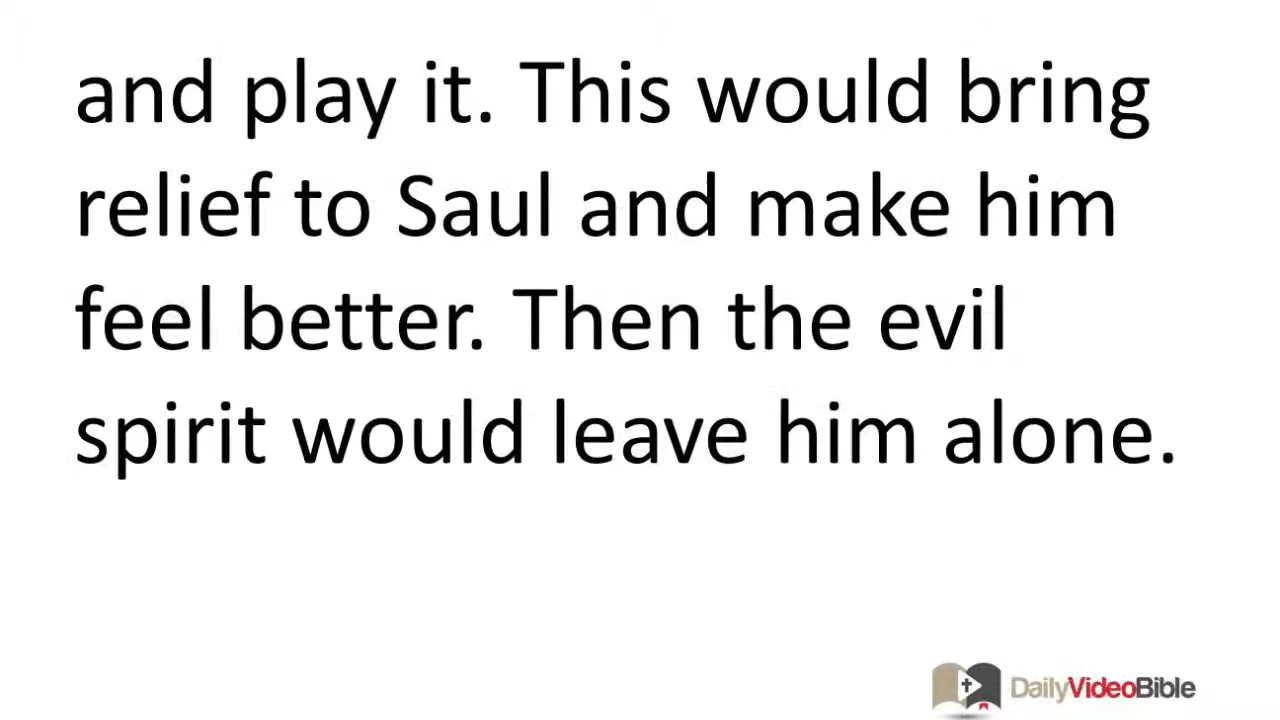 and play it. This would bring
relief to Saul and make him
feel better. Then the evil
spirit would leave him alone.
DailyVideoBible